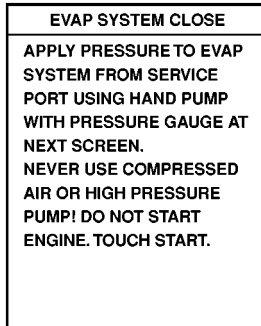 EVAP SYSTEM CLOSE
APPLY PRESSURE TO EVAP
SYSTEM FROM SERVICE
PORT USING HAND PUMP
WITH PRESSURE GAUGE AT
NEXT SCREEN.
NEVER USE COMPRESSED
AIR OR HIGH PRESSURE
PUMP! DO NOT START
ENGINE. TOUCH START.